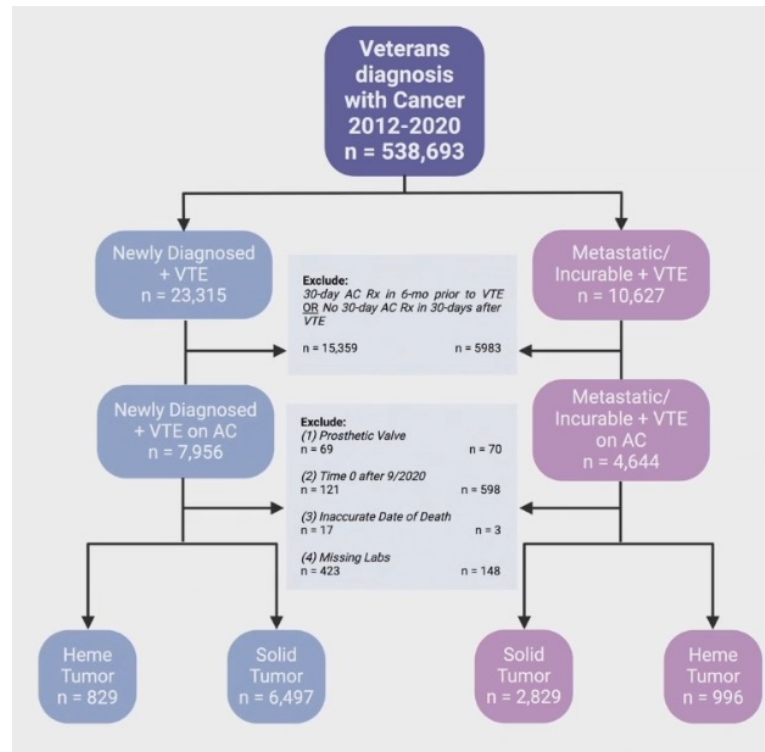 Veterans
diagnosis
with Cancer
2012-2020
n = 538,693
Newly Diagnosed
+ VTE
n = 23,315
Exclude:
30-day AC Rx in 6-mo prior to VTE
OR No 30-day AC Rx in 30-days after
VTE
n = 15,359 n = 5983
Metastatic/
Incurable + VTE
n = 10,627
Newly Diagnosed
+ VTE on AC
n = 7,956
Exclude:
(1) Prosthetic Valve
n = 69 n = 70
(2) Time 0 after 9/2020
n = 121 n = 598
(3) Inaccurate Date of Death
n = 17 n = 3
(4) Missing Labs
n = 423 n = 148
Metastatic/
Incurable + VTE
on AC
n = 4,644
Heme
Tumor
n = 829
Solid
Tumor
n = 6,497
Solid
Tumor
n = 2,829
Heme
Tumor
n = 996